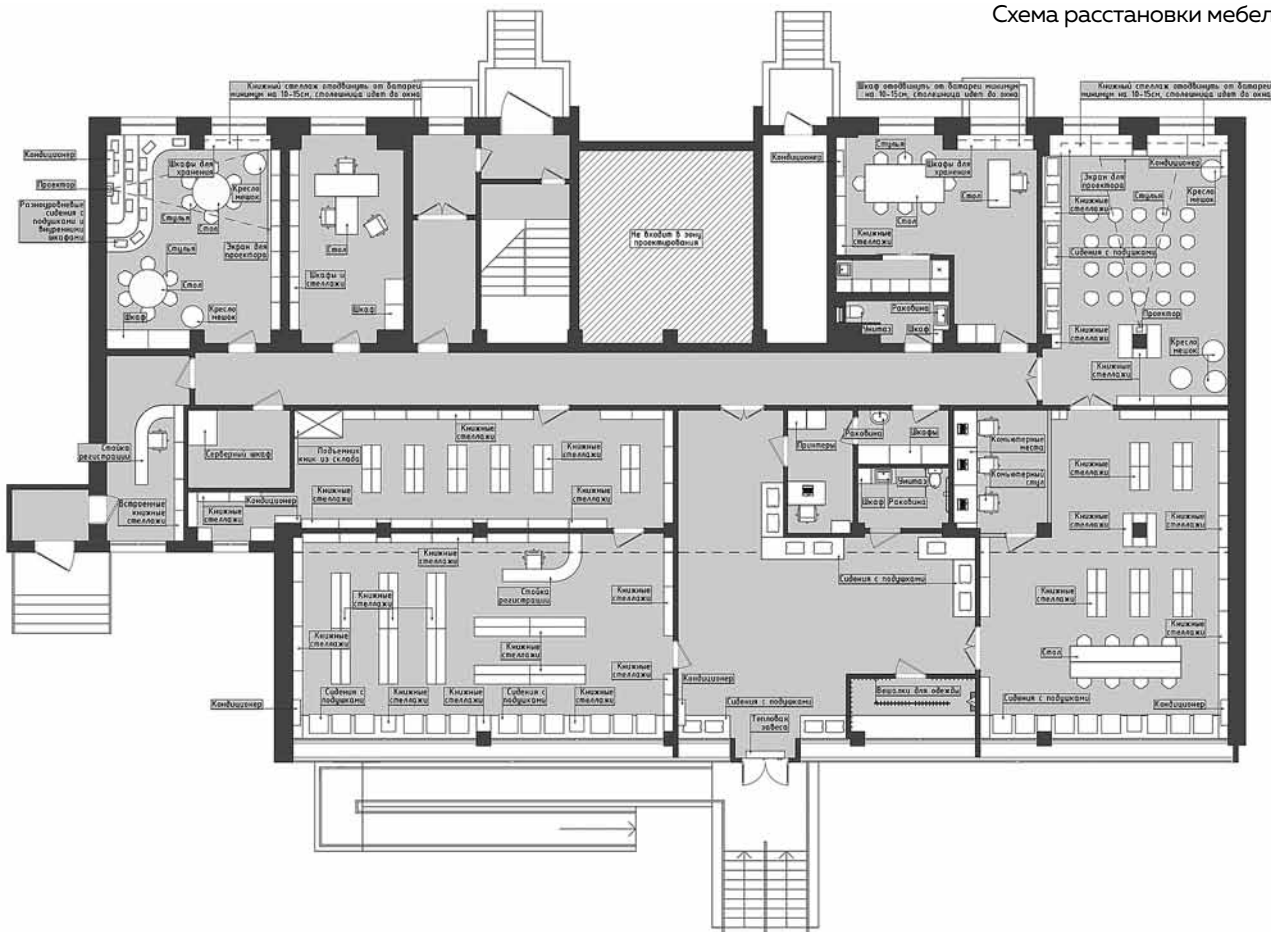 Схема расстановки мебел
Книжный стеллаж отодвинуть от батареи
минимум на 10-15см, столешница идет до окна
Шкаф отодвинуть от батареи минимум
на 10-15см, столешница идет до окна
Книжный стеллаж отодвинуть от батареи
минимум на 10-15см, столешница идет до окна
Кондиционер
Проектор
Разноуровневые
сидения с
подушками и
внутренними
шкафами
Шкафы для
хранения
Кресло
мешок
Стулья
Стол
Экран для
проектора
Стулья
Стол
Кресло
мешок
Шкаф
Стол
Шкафы и
стеллажи
Шкаф
Не входит в зону
проектирования
Кондиционер
Стулья
Шкафы для
хранения
Стол
Стол
Книжные
стеллажи
Раковина
Унитаз
Шкаф
Кондиционер
Экран для
проектора
Кресло
мешок
Книжные
стеллажи
Стулья
Сидения с подушками
Проектор
Книжные
стеллажи
Кресло
мешок
Книжные
стеллажи
Стойка
регистрации
Серверный шкаф
Встроенные
книжные
стеллажи
Книжные
стеллажи
Кондиционер
Подъемник
книг из склада
Книжные
стеллажи
Книжные
стеллажи
Книжные
стеллажи
Книжные
стеллажи
Принтеры
Раковина
Шкафы
Унитаз
Шкаф
Раковина
Компьютерные
места
Компьютерный
стул
Книжные
стеллажи
Книжные
стеллажи
Книжные
стеллажи
Книжные
стеллажи
Стойка
регистрации
Книжные
стеллажи
Книжные
стеллажи
Книжные
стеллажи
Книжные
стеллажи
Книжные
стеллажи
Сидения с подушками
Книжные
стеллажи
Книжные
стеллажи
Стол
Кондиционер
Сидения с
подушками
Книжные
стеллажи
Книжные
стеллажи
Сидения с
подушками
Книжные
стеллажи
Кондиционер
Сидения с подушками
Тепловая
завеса
Вешалки для одежды
Сидения с подушками
Кондиционер